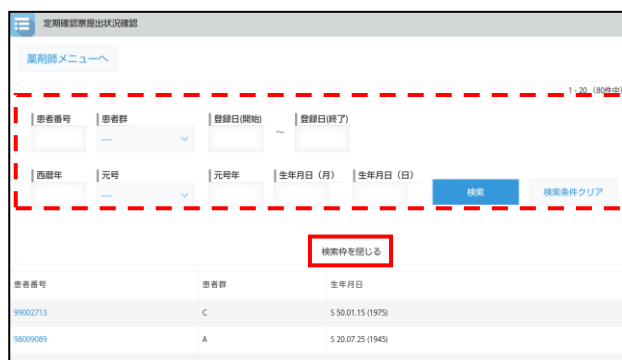 定期確認票提出状況確認
薬剤師メニューへ
1 - 20 (80件中)
患者番号 患者群 登録日(開始) ~ 登録日(終了)
—
西暦年 元号 元号年 生年月日（月） 生年月日（日）
— 検索 検索条件クリア
検索枠を閉じる
患者番号 患者群 生年月日
99002713 C S 50.01.15 (1975)
98009089 A S 20.07.25 (1945)